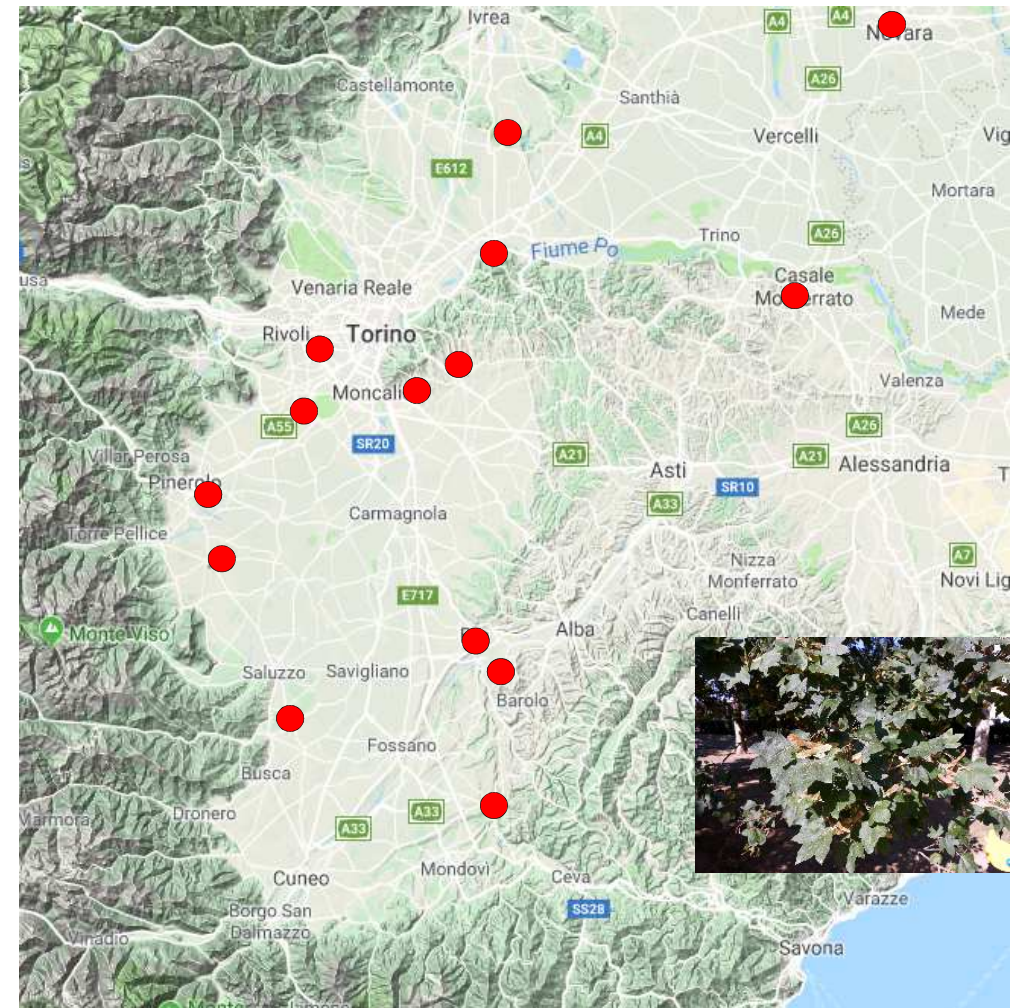 Ivrea
A4
A4
Novara
Castellamonte
A26
Santhià
A4
Vercelli
Vig
E612
Mortara
Trino
A26
Fiume Po
usa
Venaria Reale
Casale
Monferrato
Mede
Rivoli
Torino
Moncali
Valenza
A55
SR20
A26
Villar Perosa
A21
Asti
A21
Alessandria
Pinerolo
SR10
T
A33
Carmagnola
Torre Pellice
Nizza
Monferrato
A7
Novi Lig
E717
Canelli
Monte Viso
Alba
Saluzzo
Savigliano
Barolo
Fossano
Busca
Marmora
Dronero
A33
A33
Mondovì
Ceva
Cuneo
Varazze
Borgo San
Dalmazzo
SS28
Vinadio
Savona